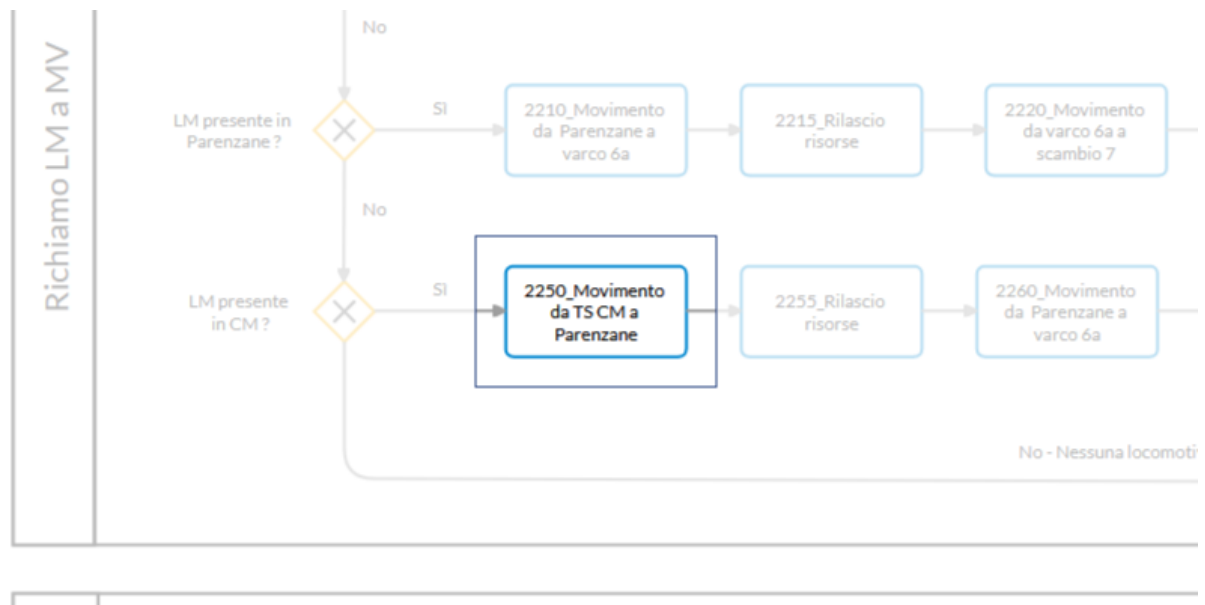 Richiamo LM a MV
No
LM presente in
Parenzane ?
Sì
2210_Movimento
da Parenzane a
varco 6a
2215_Rilascio
risorse
2220_Movimento
da varco 6a a
scambio 7
No
LM presente
in CM ?
Sì
2250_Movimento
da TS CM a
Parenzane
2255_Rilascio
risorse
2260_Movimento
da Parenzane a
varco 6a
No - Nessuna locomoti